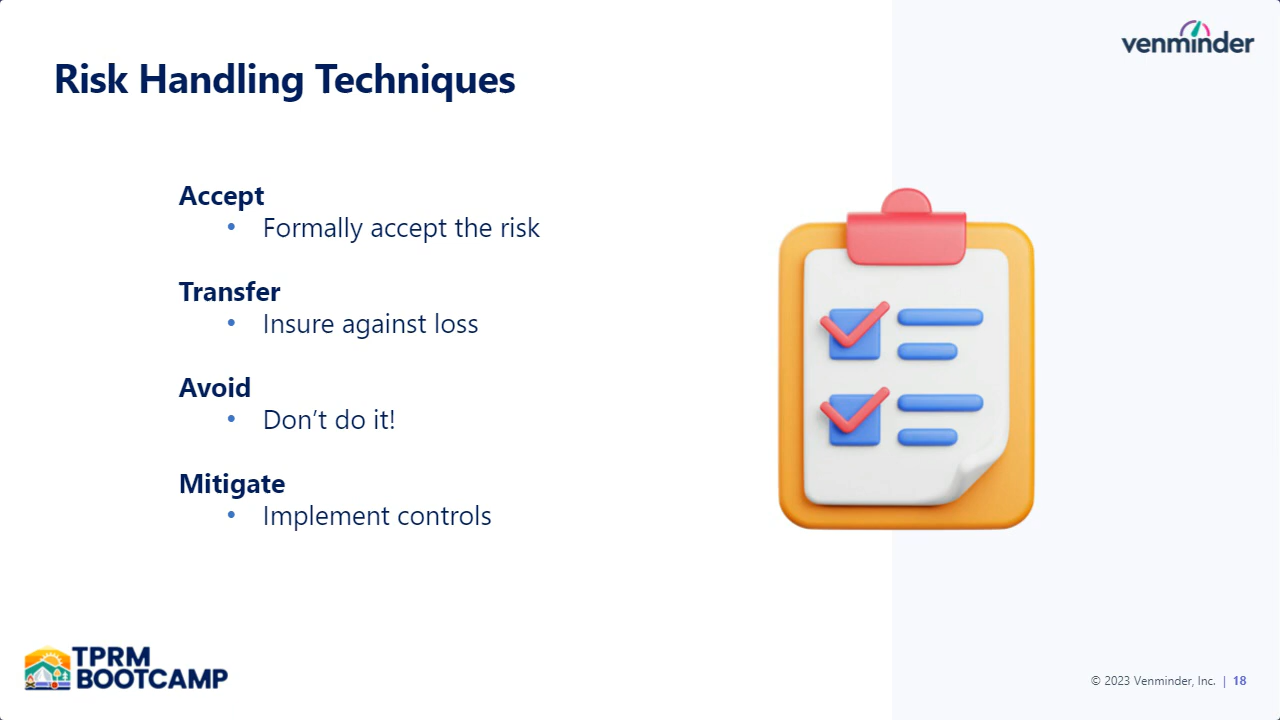 venminder
Risk Handling Techniques
Accept
• Formally accept the risk
Transfer
• Insure against loss
Avoid
• Don’t do it!
Mitigate
• Implement controls
TPRM
BOOTCAMP
© 2023 Venminder, Inc. | 18